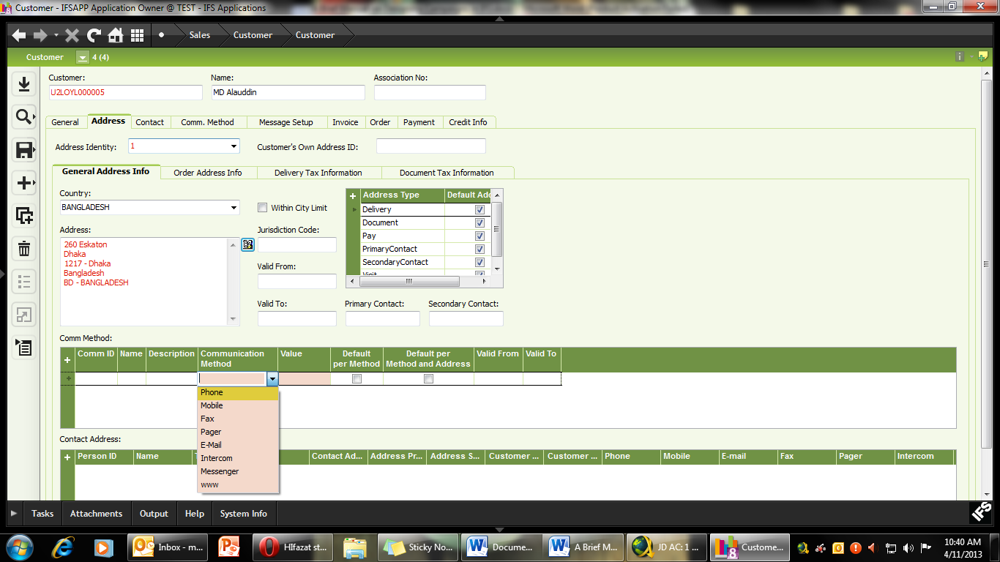 Customer - IFSAPP Application Owner @ TEST - IFS Applications
Sales Customer Customer
Customer 4 (4)
Customer: Name: Association No:
U2LOYL000005 MD Alauddin
General Address Contact Comm. Method Message Setup Invoice Order Payment Credit Info
Address Identity: 1 Customer's Own Address ID:
General Address Info Order Address Info Delivery Tax Information Document Tax Information
Country:
BANGLADESH
Within City Limit
Address Type Default Add
Delivery
Document
Pay
PrimaryContact
SecondaryContact
Visit
Address:
260 Eskaton
Dhaka
1217 - Dhaka
Bangladesh
BD - BANGLADESH
Jurisdiction Code:
Valid From:
Valid To: Primary Contact: Secondary Contact:
Comm Method:
Comm ID Name Description Communication Method Value Default per Method Default per Method and Address Valid From Valid To
Phone
Mobile
Fax
Pager
E-Mail
Intercom
Messenger
www
Contact Address:
Person ID Name Contact Ad... Address Pr... Address S... Customer ... Customer ... Phone Mobile E-mail Fax Pager Intercom
Tasks Attachments Output Help System Info IFS
Inbox - m... HIfazat st... Sticky No... Docume... A Brief M... JD AC: 1 ... Custome...
10:40 AM
4/11/2013